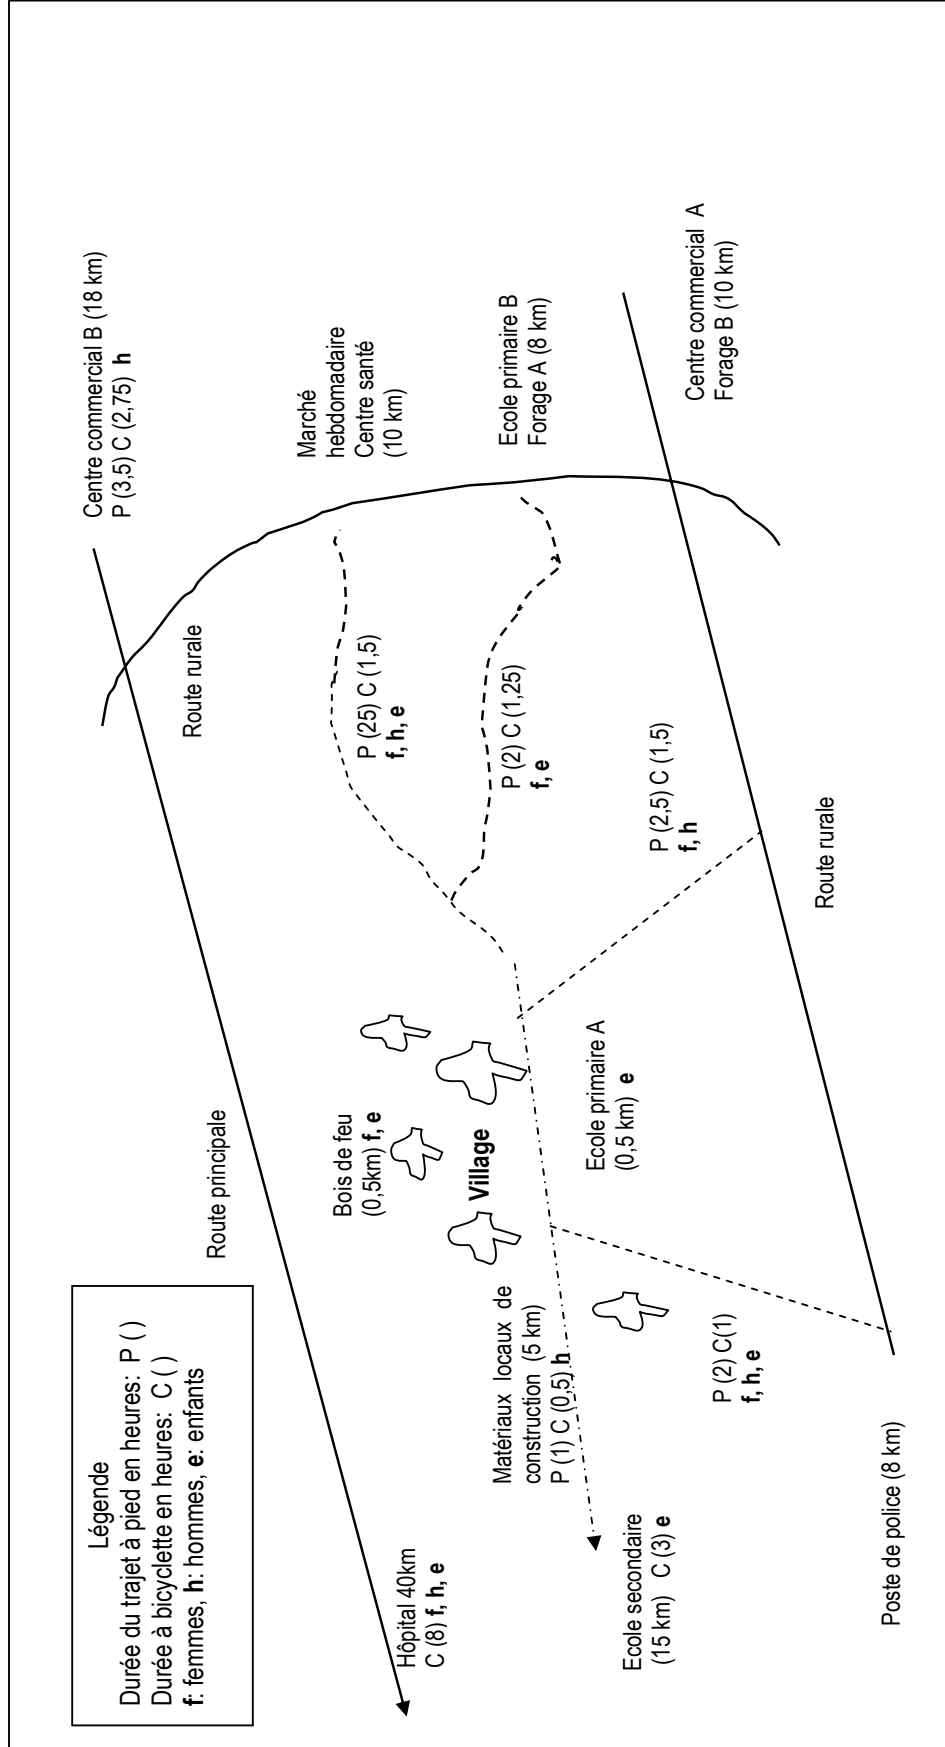 Légende
Durée du trajet à pied en heures: P ( )
Durée à bicyclette en heures: C ( )
f: femmes, h: hommes, e: enfants
Route principale
Centre commercial B (18 km)
P (3,5) C (2,75) h
Route rurale
Marché
hebdomadaire
Centre santé
(10 km)
Hôpital 40km
C (8) f, h, e
Bois de feu
(0,5km) f, e
P (25) C (1,5)
f, h, e
Ecole primaire B
Forage A (8 km)
Village
Matériaux locaux de
construction (5 km)
P (1) C (0,5) h
P (2) C (1,25)
f, e
Ecole secondaire
(15 km) C (3) e
Ecole primaire A
(0,5 km) e
P (2,5) C (1,5)
f, h
Centre commercial A
Forage B (10 km)
P (2) C(1)
f, h, e
Route rurale
Poste de police (8 km)